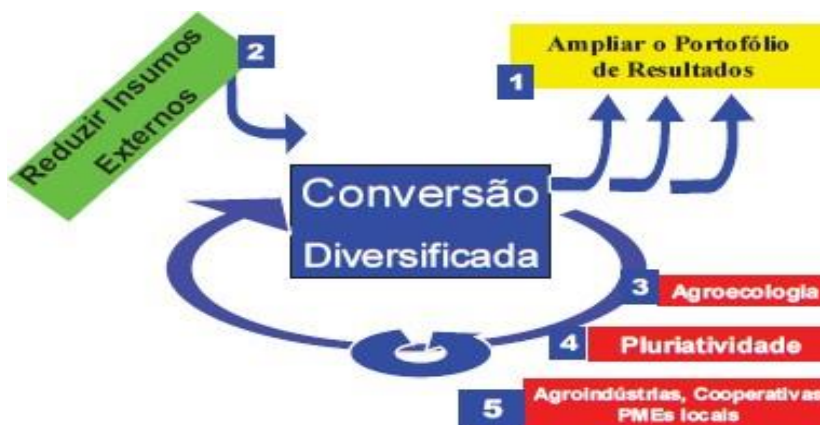 Reduzir Insumos
Externos
2
1
Ampliar o Portofólio
de Resultados
Conversão
Diversificada
3
Agroecologia
4
Pluriatividade
5
Agroindústrias, Cooperativas
PMEs locais